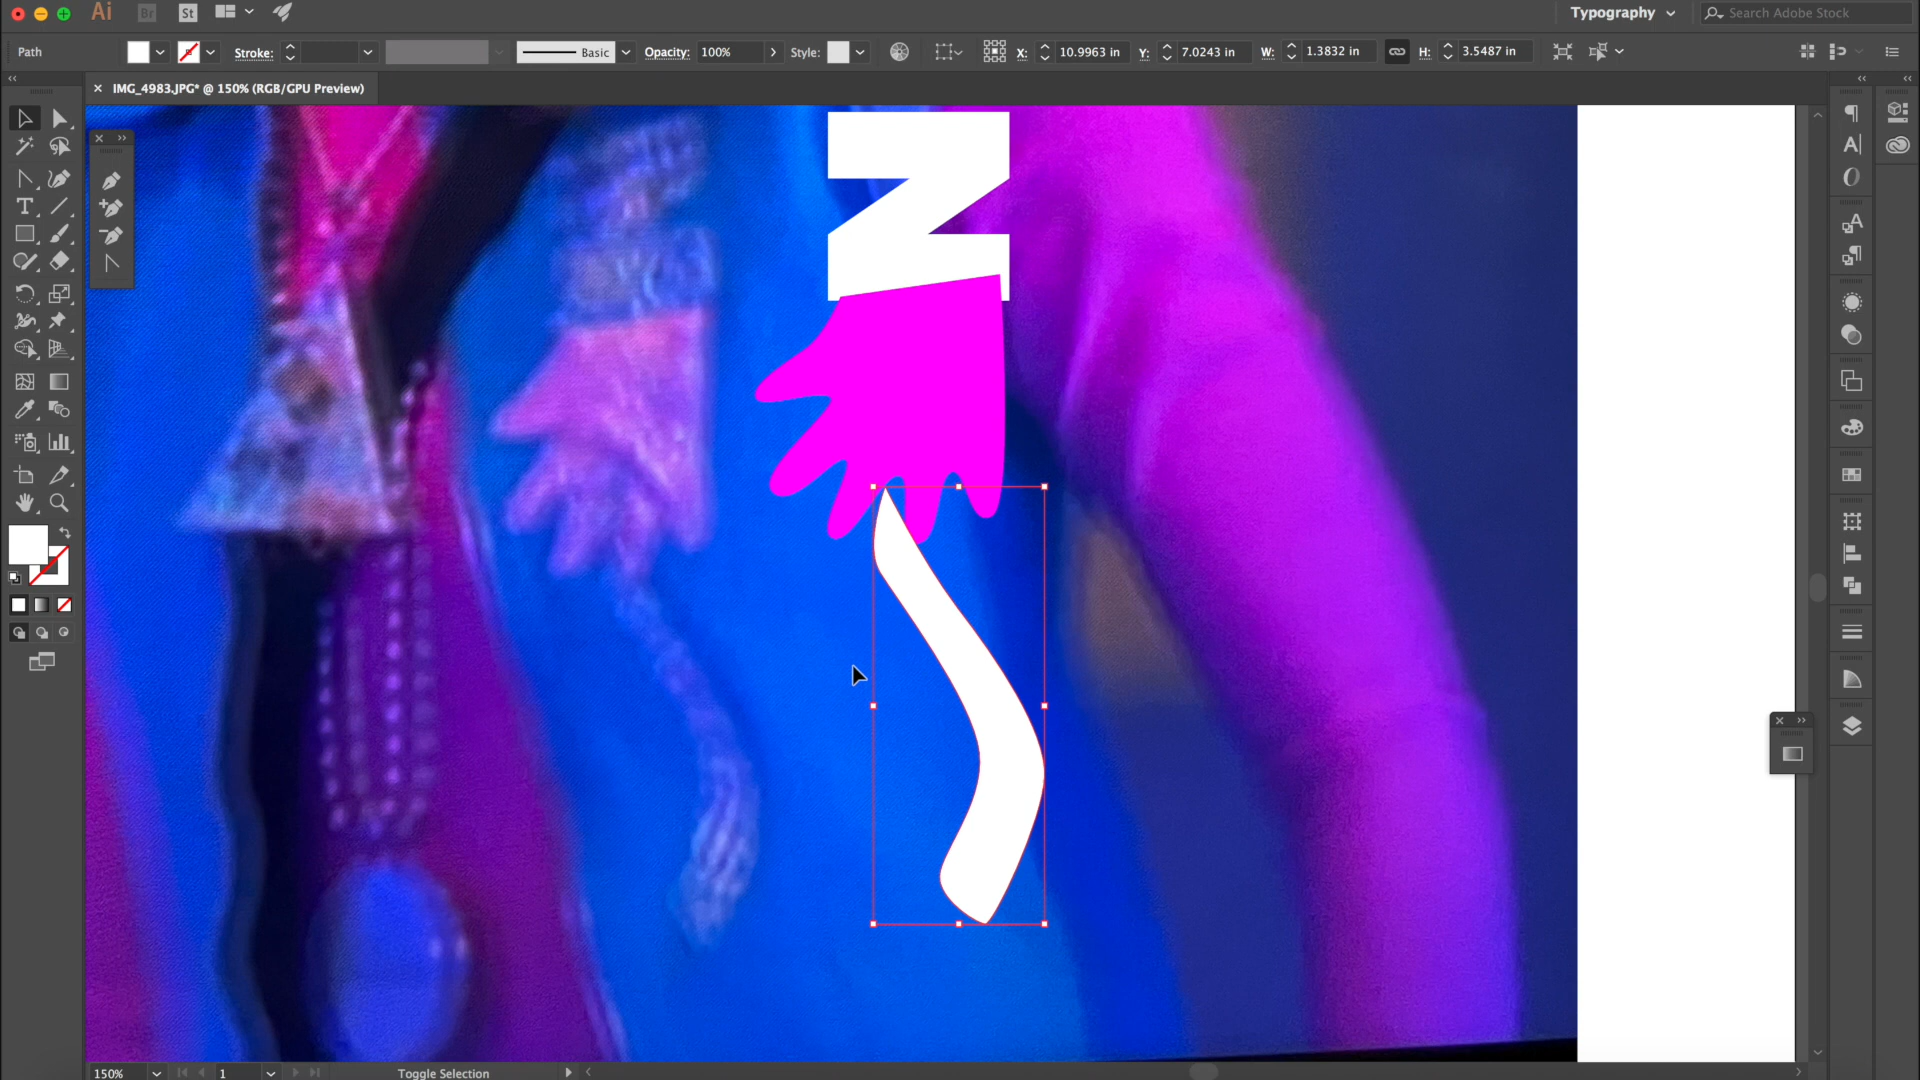 Ai Br St Typography Search Adobe Stock
Path Stroke: Basic Opacity: 100% Style: X: 10.9963 in Y: 7.0243 in W: 1.3832 in H: 3.5487 in
IMG_4983.JPG* @ 150% (RGB/GPU Preview)
150% 1 Toggle Selection